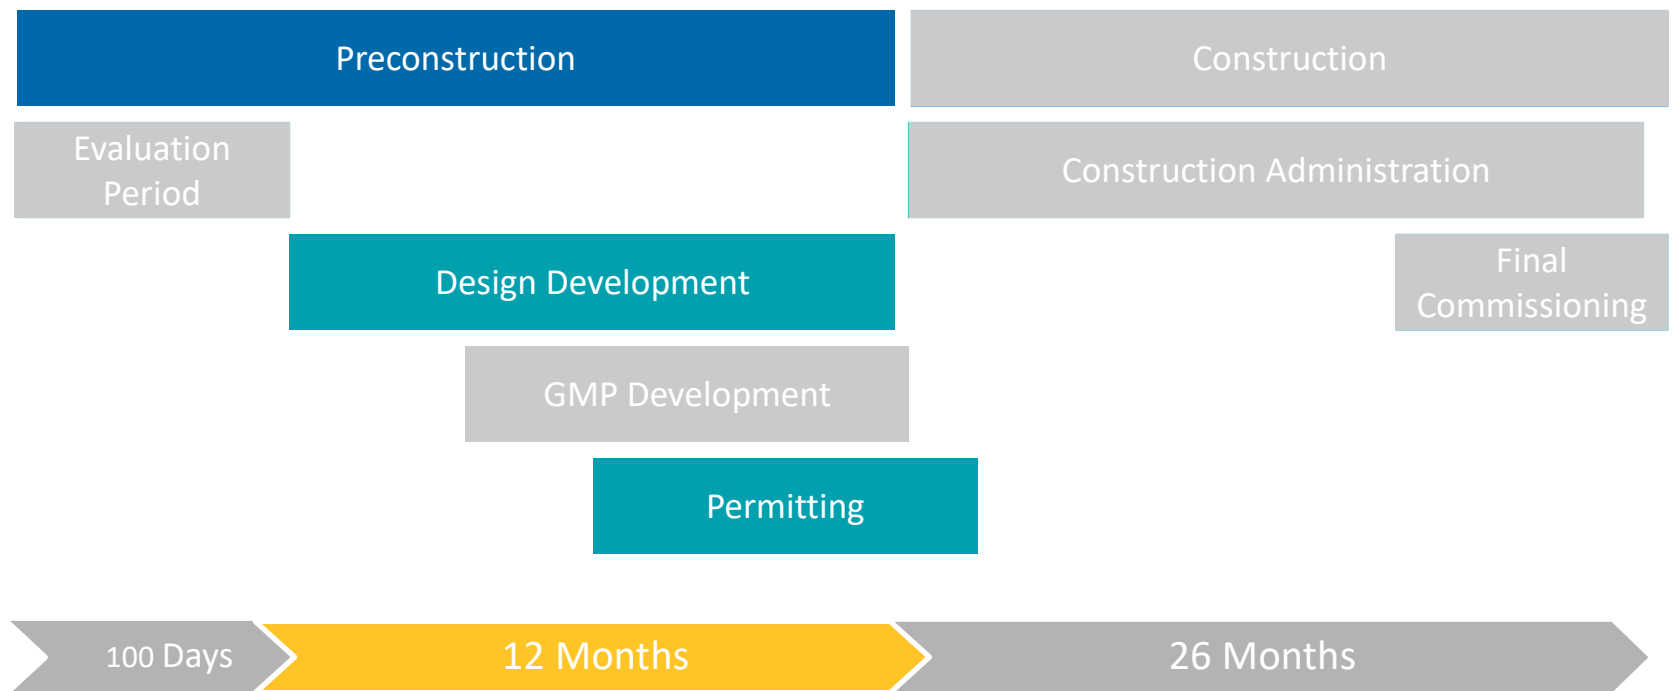 Preconstruction
Construction
Evaluation
Period
Construction Administration
Design Development
Final
Commissioning
GMP Development
Permitting
100 Days
12 Months
26 Months